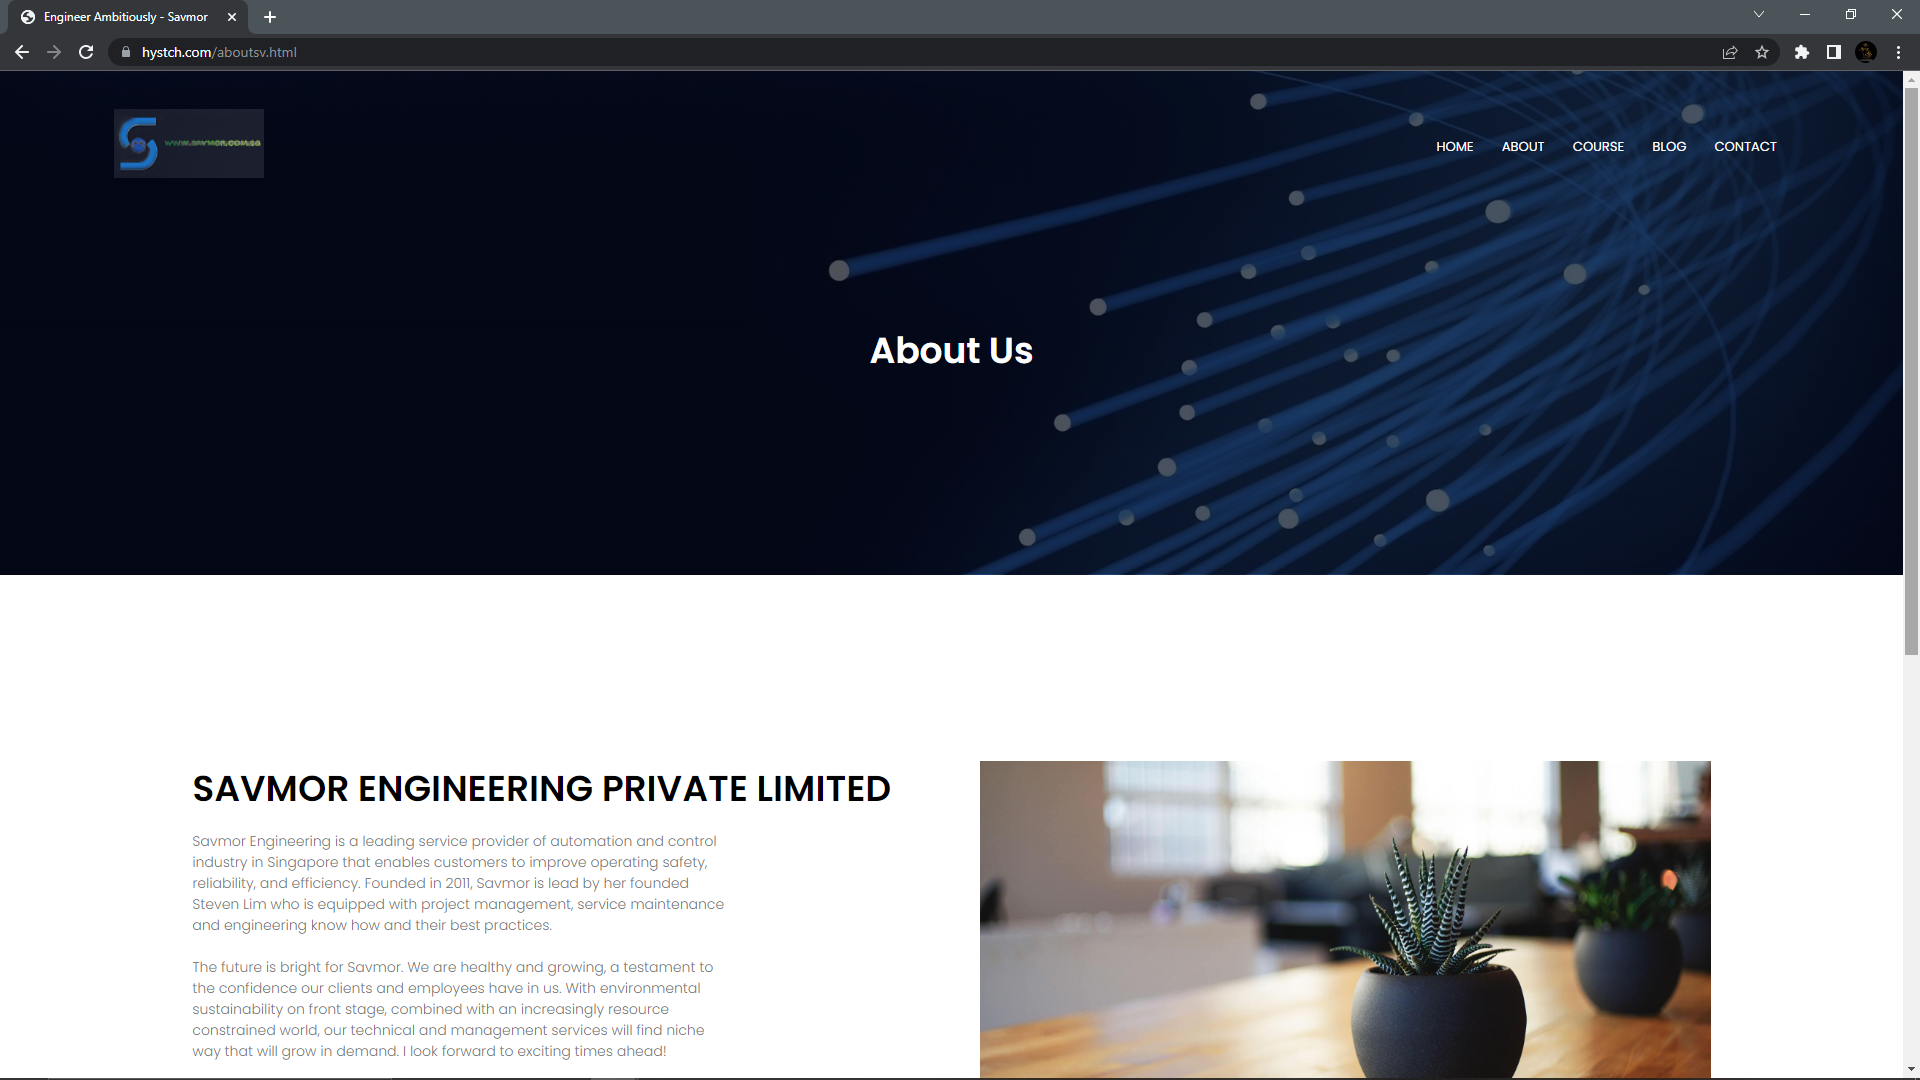 Engineer Ambitiously - Savmor
hystch.com/aboutsv.html
WWW.SAVMOR.COM.SG
HOME ABOUT COURSE BLOG CONTACT
About Us
SAVMOR ENGINEERING PRIVATE LIMITED
Savmor Engineering is a leading service provider of automation and control
industry in Singapore that enables customers to improve operating safety,
reliability, and efficiency. Founded in 2011, Savmor is lead by her founded
Steven Lim who is equipped with project management, service maintenance
and engineering know how and their best practices.
The future is bright for Savmor. We are healthy and growing, a testament to
the confidence our clients and employees have in us. With environmental
sustainability on front stage, combined with an increasingly resource
constrained world, our technical and management services will find niche
way that will grow in demand. I look forward to exciting times ahead!